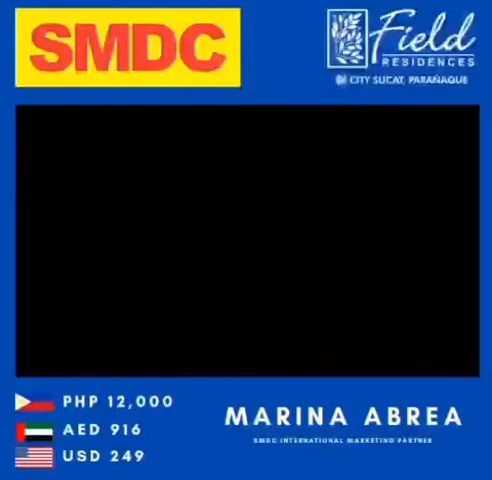 SMDC
Field
RESIDENCES
CITY SUCAT, PARAÑAQUE
PHP 12,000
AED 916
USD 249
MARINA ABREA
SMDC INTERNATIONAL MARKETING PARTNER